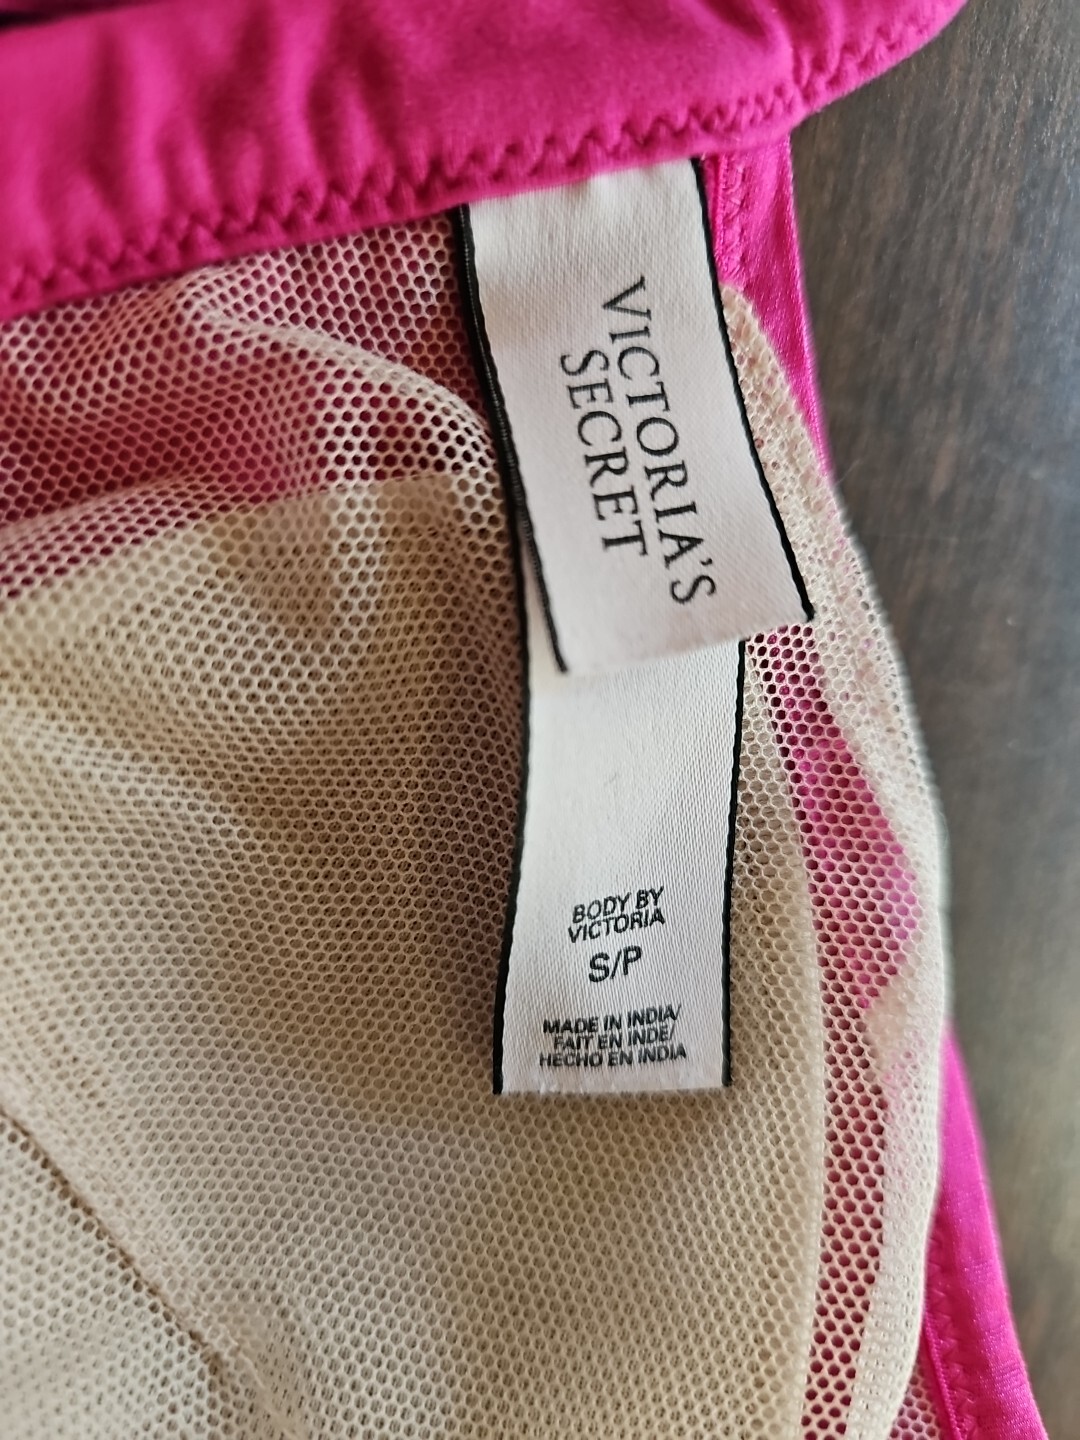 VICTORIA'S
SECRET
BODY BY
VICTORIA
S/P
MADE IN INDIA/
FAIT EN INDE/
HECHO EN INDIA